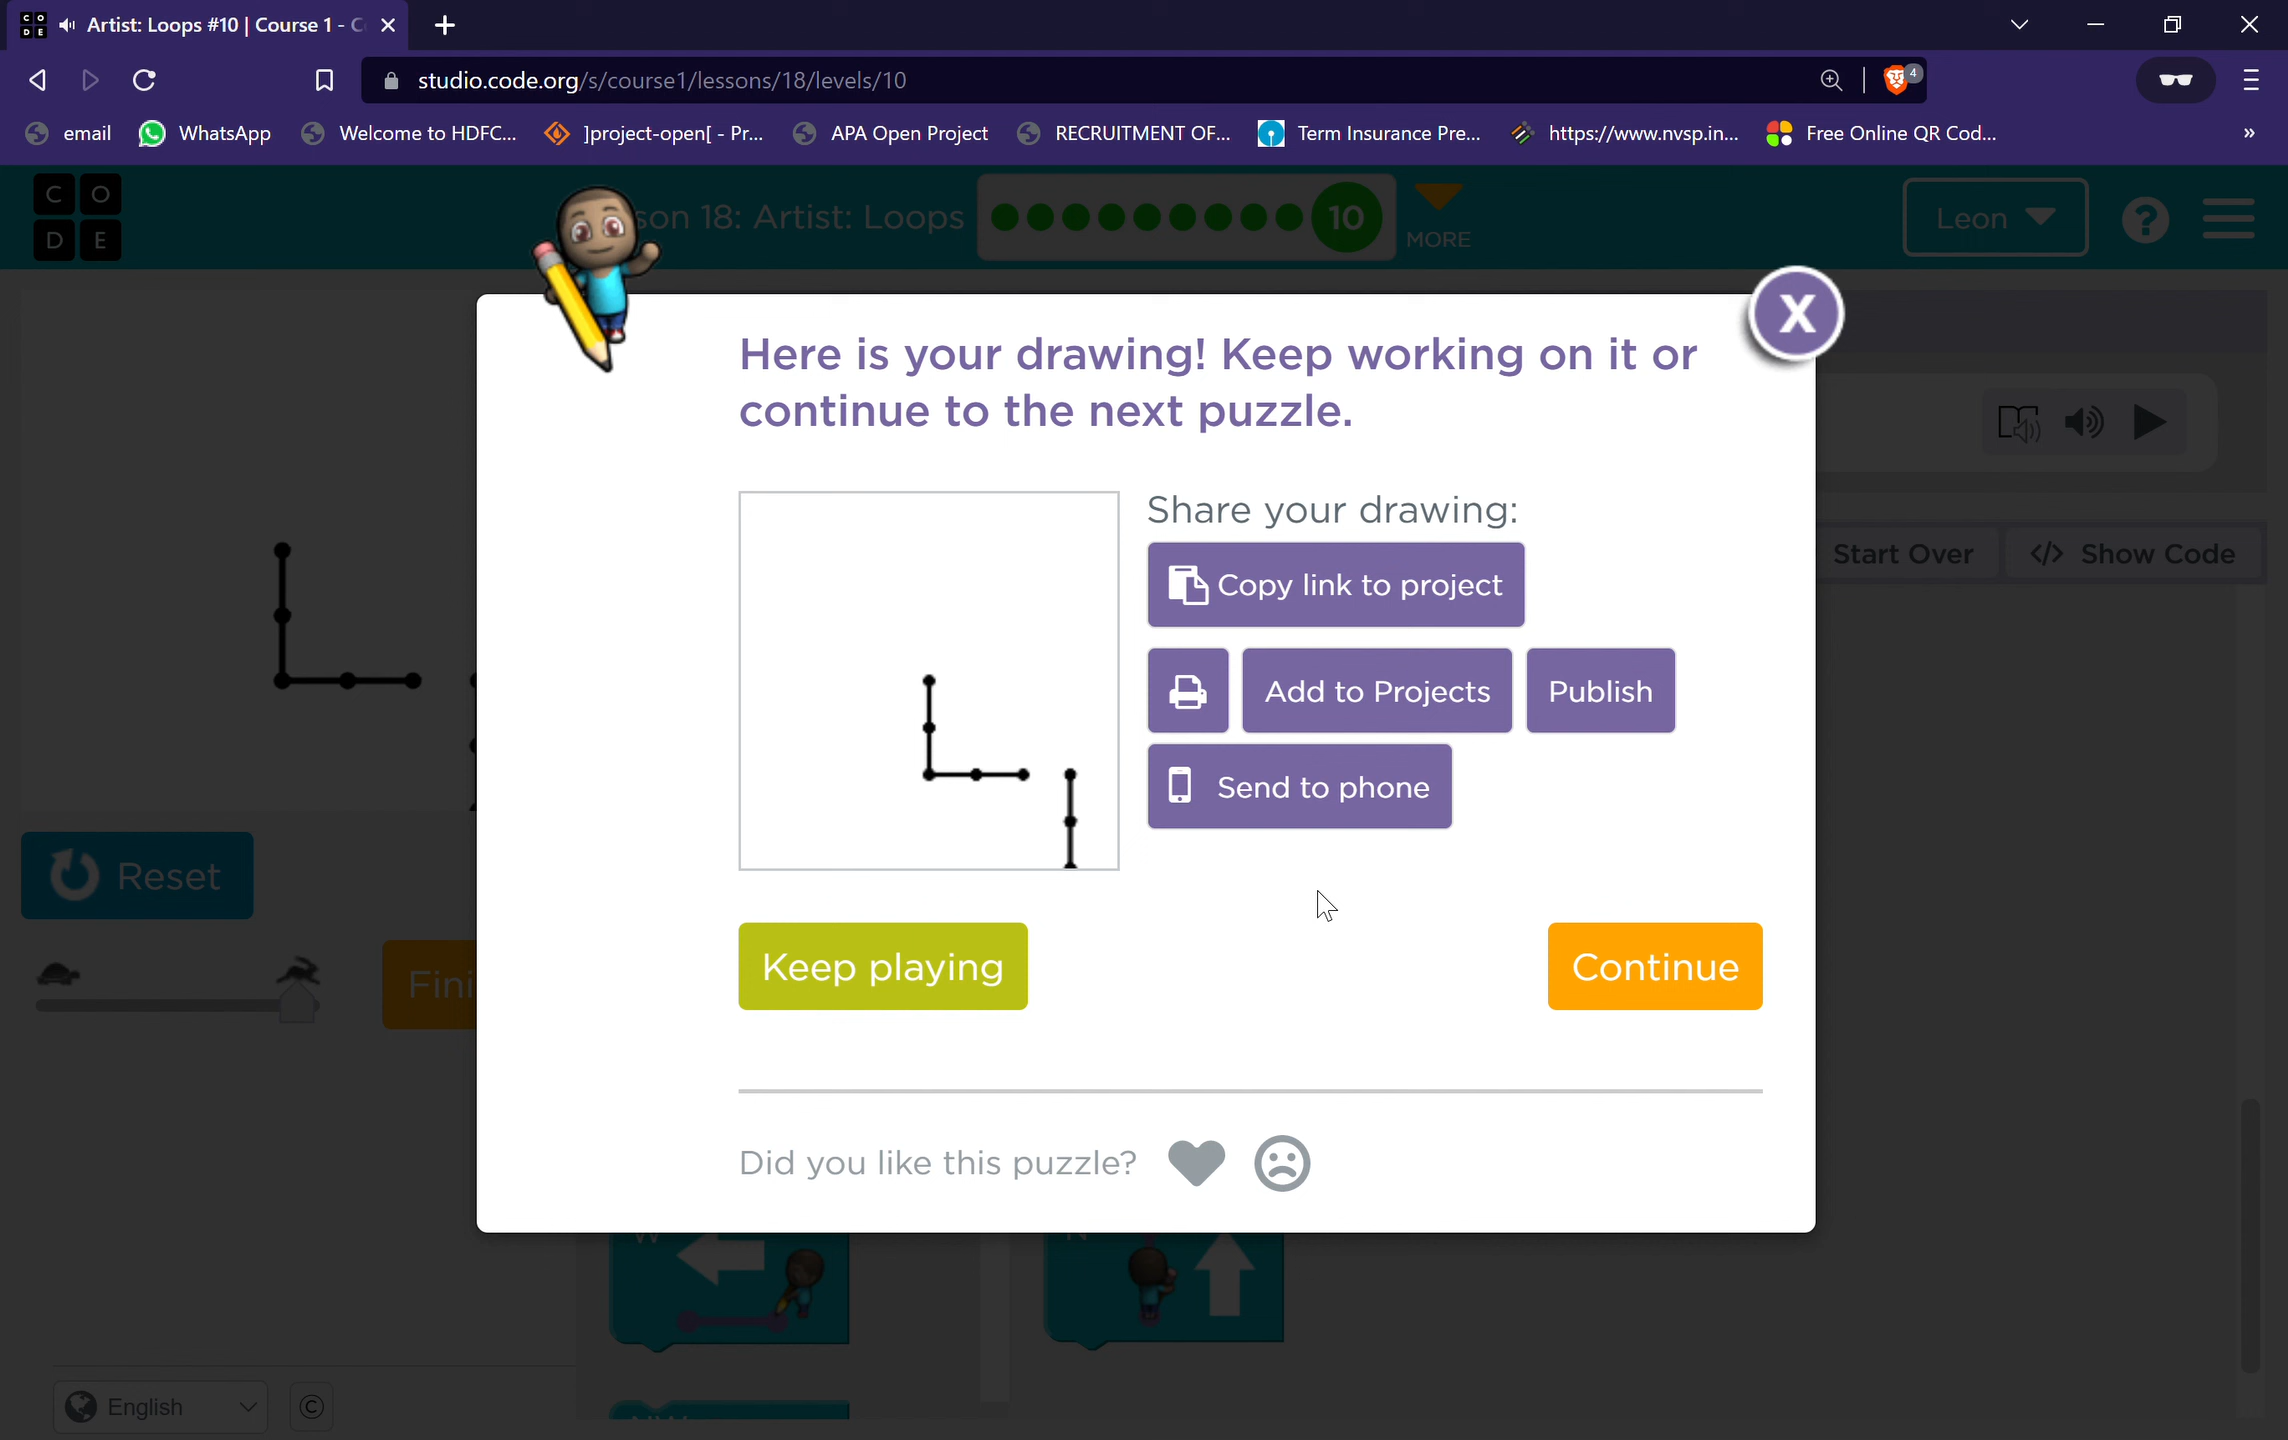 C O D E Artist: Loops #10 | Course 1 - C
studio.code.org/s/course1/lessons/18/levels/10
4
email WhatsApp Welcome to HDFC... ]project-open[ - Pr... APA Open Project RECRUITMENT OF... Term Insurance Pre... https://www.nvsp.in... Free Online QR Cod... »
C O
D E
son 18: Artist: Loops 10 MORE Leon ?
X
Here is your drawing! Keep working on it or
continue to the next puzzle.
Share your drawing:
Copy link to project
Start Over </> Show Code
Add to Projects Publish
Send to phone
Reset
Fini
Keep playing Continue
Did you like this puzzle?
W N
NW
English ©